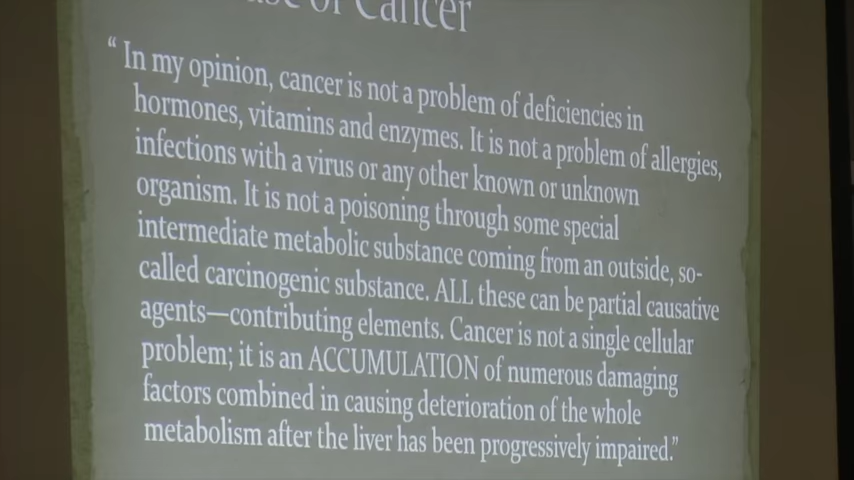 of Cancer
“ In my opinion, cancer is not a problem of deficiencies in
hormones, vitamins and enzymes. It is not a problem of allergies,
infections with a virus or any other known or unknown
organism. It is not a poisoning through some special
intermediate metabolic substance coming from an outside, so-
called carcinogenic substance. ALL these can be partial causative
agents—contributing elements. Cancer is not a single cellular
problem; it is an ACCUMULATION of numerous damaging
factors combined in causing deterioration of the whole
metabolism after the liver has been progressively impaired.”